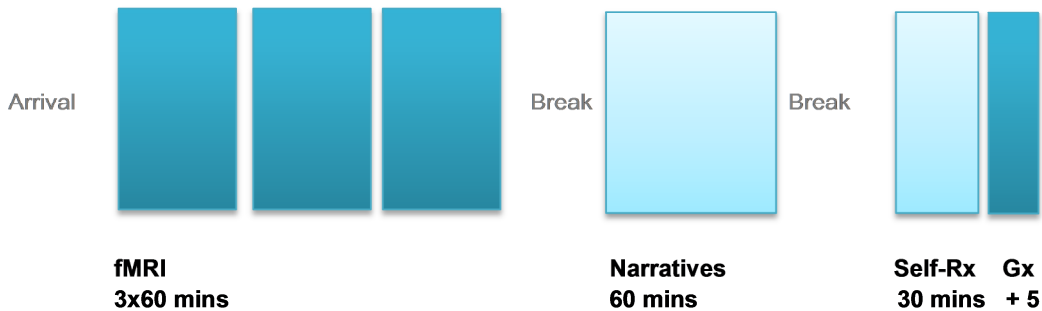 Arrival
Break
Break
fMRI
3x60 mins
Narratives
60 mins
Self-Rx Gx
30 mins + 5